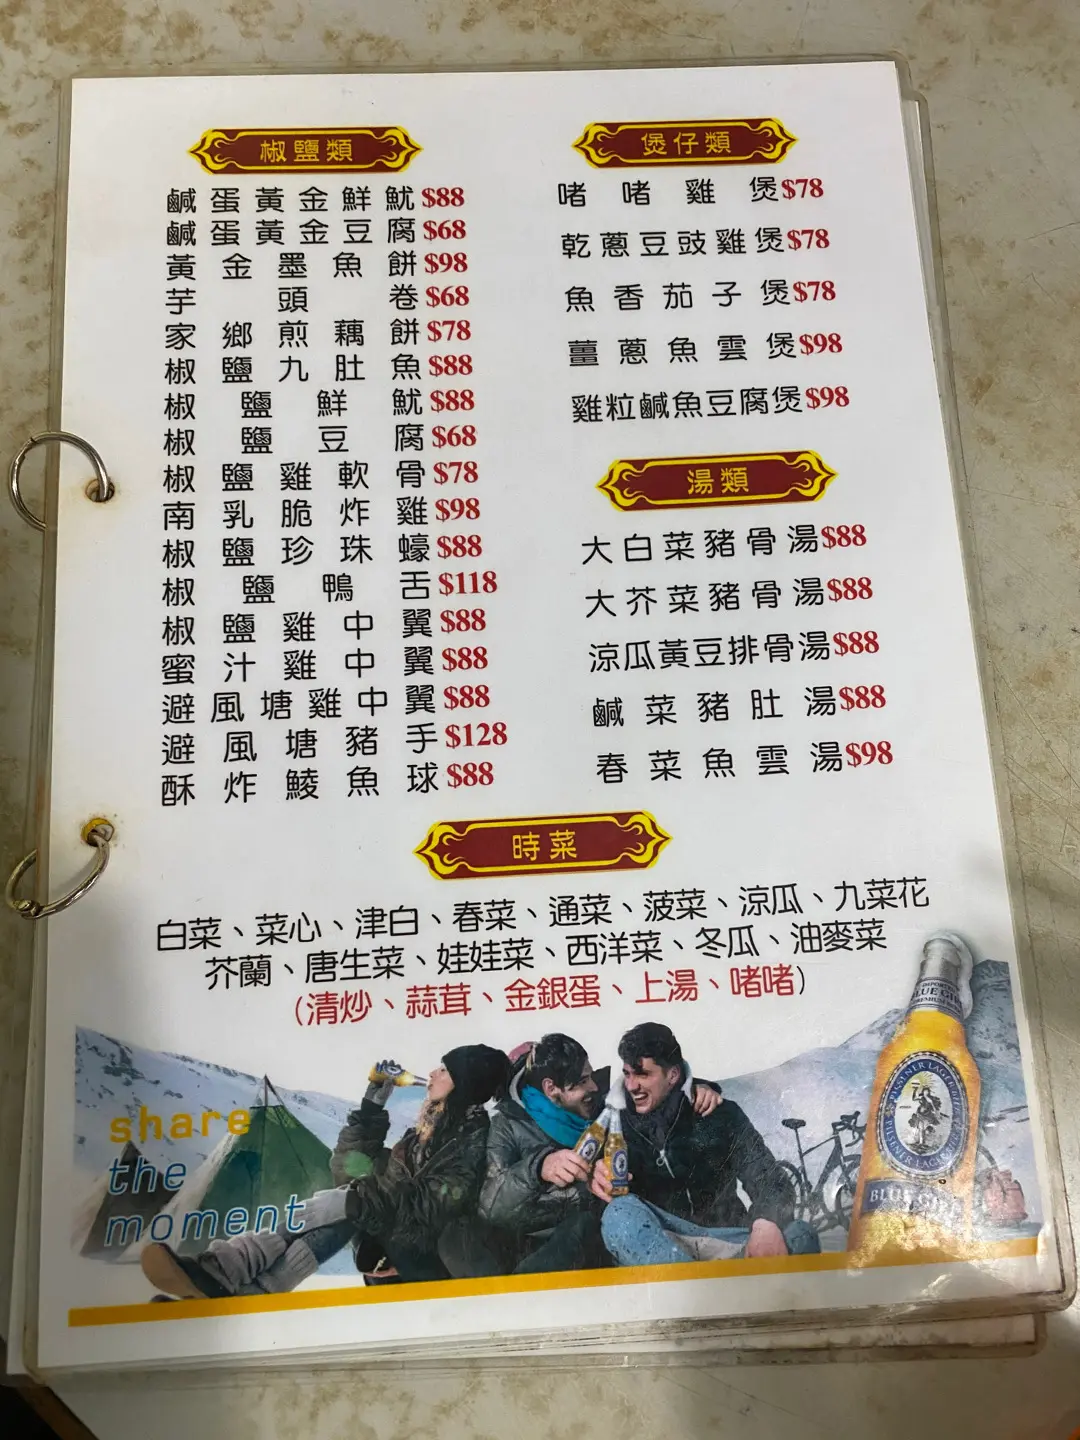 椒鹽類
鹹蛋黃金鮮魷$88
鹹蛋黃金豆腐$68
黃金墨魚餅$98
芋頭卷$68
家鄉煎藕餅$78
椒鹽九肚魚$88
椒鹽鮮魷$88
椒鹽豆腐$68
椒鹽雞軟骨$78
南乳脆炸雞$98
椒鹽珍珠蠔$88
椒鹽鴨舌$118
椒鹽雞中翼$88
蜜汁雞中翼$88
避風塘雞中翼$88
避風塘豬手$128
酥炸鯪魚球$88
煲仔類
啫啫雞煲$78
乾蔥豆豉雞煲$78
魚香茄子煲$78
薑蔥魚雲煲$98
雞粒鹹魚豆腐煲$98
湯類
大白菜豬骨湯$88
大芥菜豬骨湯$88
涼瓜黃豆排骨湯$88
鹹菜豬肚湯$88
春菜魚雲湯$98
時菜
白菜、菜心、津白、春菜、通菜、菠菜、涼瓜、九菜花
芥蘭、唐生菜、娃娃菜、西洋菜、冬瓜、油麥菜
(清炒、蒜茸、金銀蛋、上湯、啫啫)
share
the
moment
BLUE GIRL
PILSNER LAGER
BLUE